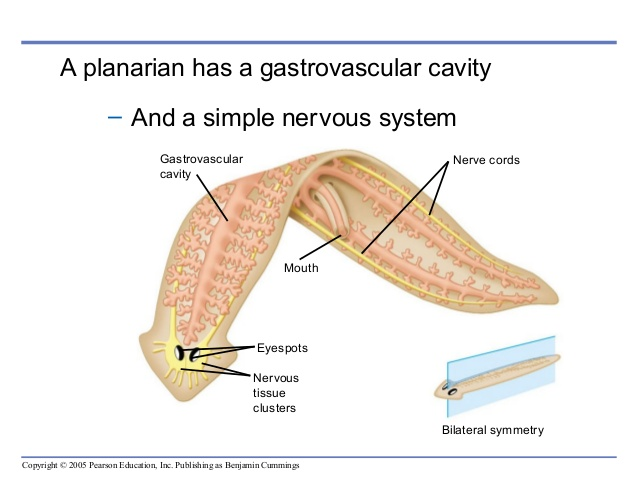 A planarian has a gastrovascular cavity
– And a simple nervous system
Gastrovascular
cavity
Nerve cords
Mouth
Eyespots
Nervous
tissue
clusters
Bilateral symmetry
Copyright © 2005 Pearson Education, Inc. Publishing as Benjamin Cummings